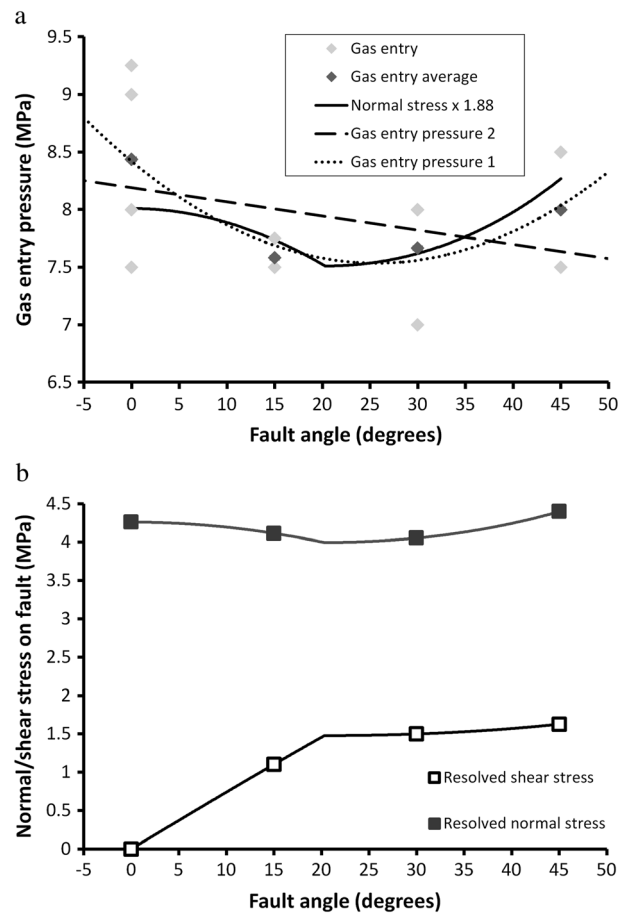 a
Gas entry pressure (MPa)
9.5
9
8.5
8
7.5
7
6.5
Gas entry
Gas entry average
Normal stress x 1.88
Gas entry pressure 2
Gas entry pressure 1
-5 0 5 10 15 20 25 30 35 40 45 50
Fault angle (degrees)
b
Normal/shear stress on fault (MPa)
4.5
4
3.5
3
2.5
2
1.5
1
0.5
0
Resolved shear stress
Resolved normal stress
-5 0 5 10 15 20 25 30 35 40 45 50
Fault angle (degrees)